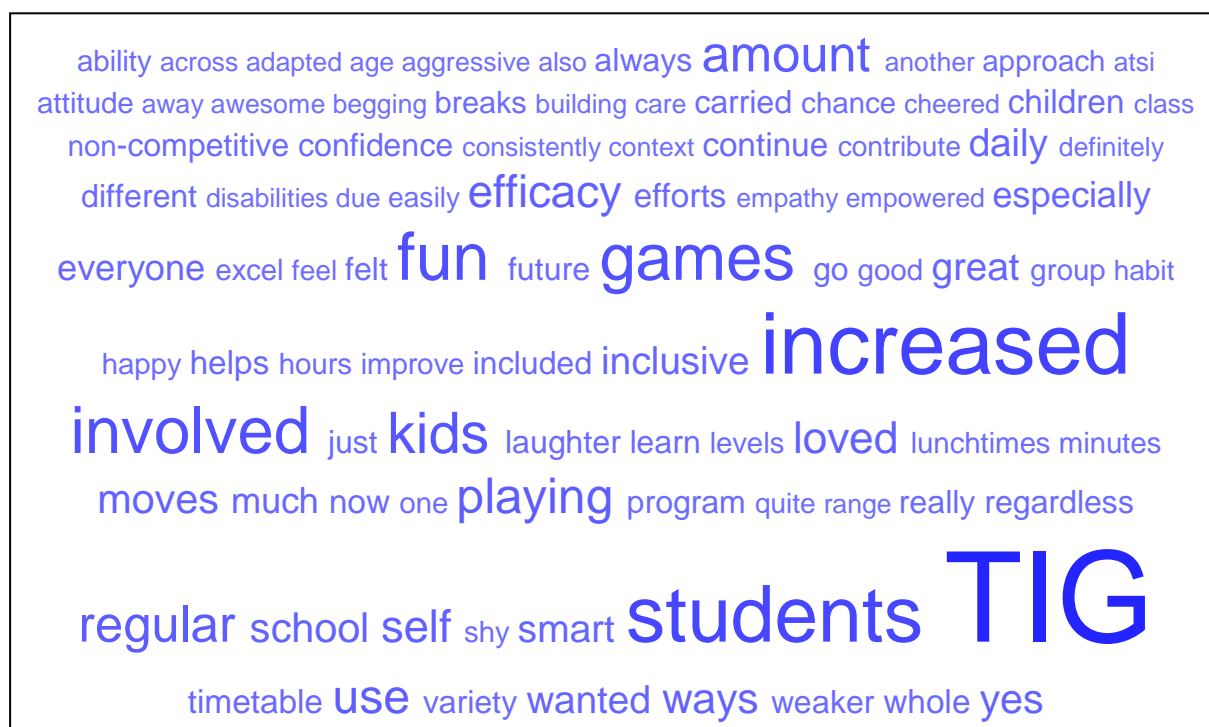 ability across adapted age aggressive also always amount another approach atsi
attitude away awesome begging breaks building care carried chance cheered children class
non-competitive confidence consistently context continue contribute daily definitely
different disabilities due easily efficacy efforts empathy empowered especially
everyone excel feel felt fun future games go good great group habit
happy helps hours improve included inclusive increased
involved just kids laughter learn levels loved lunchtimes minutes
moves much now one playing program quite range really regardless
regular school self shy smart students TIG
timetable use variety wanted ways weaker whole yes